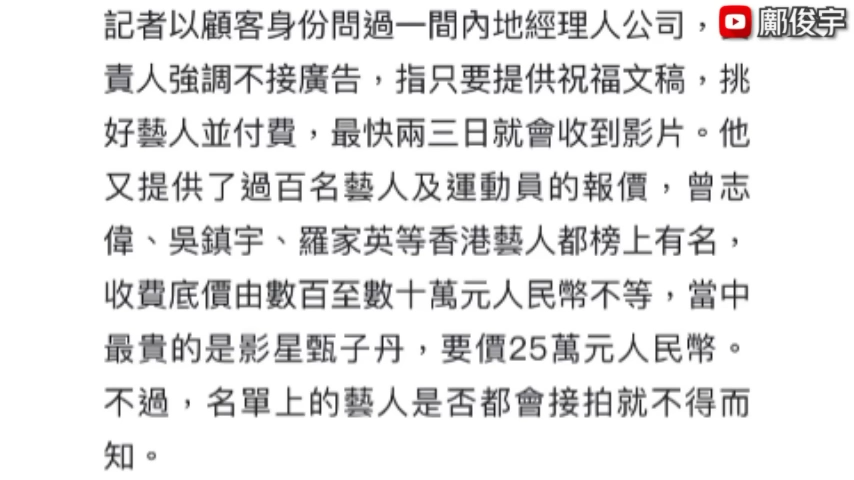 記者以顧客身份問過一間內地經理人公司，
鄺俊宇
責人強調不接廣告，指只要提供祝福文稿，挑
好藝人並付費，最快兩三日就會收到影片。他
又提供了過百名藝人及運動員的報價，曾志
偉、吳鎮宇、羅家英等香港藝人都榜上有名，
收費底價由數百至數十萬元人民幣不等，當中
最貴的是影星甄子丹，要價25萬元人民幣。
不過，名單上的藝人是否都會接拍就不得而
知。